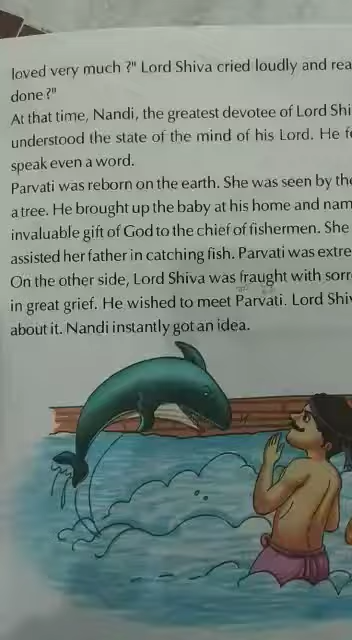 loved very much ?" Lord Shiva cried loudly and rea
done ?"
At that time, Nandi, the greatest devotee of Lord Shi
understood the state of the mind of his Lord. He f
speak even a word.
Parvati was reborn on the earth. She was seen by the
a tree. He brought up the baby at his home and nam
invaluable gift of God to the chief of fishermen. She
assisted her father in catching fish. Parvati was extre
On the other side, Lord Shiva was fraught with sorr
in great grief. He wished to meet Parvati. Lord Shiv
about it. Nandi instantly got an idea.